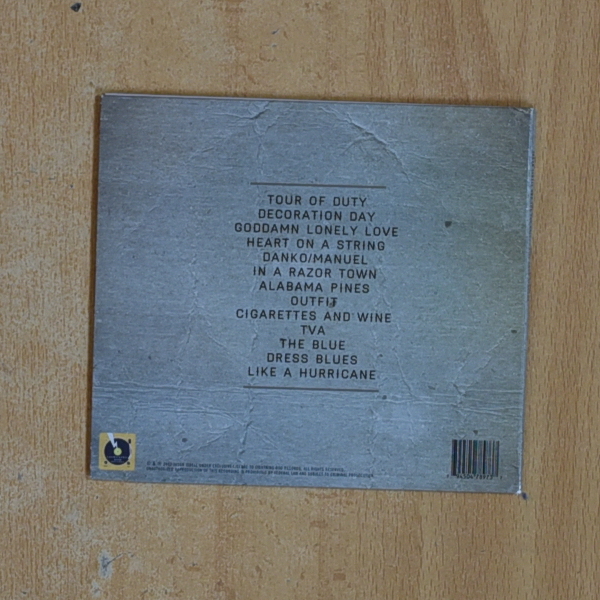 TOUR OF DUTY
DECORATION DAY
GODDAMN LONELY LOVE
HEART ON A STRING
DANKO/MANUEL
IN A RAZOR TOWN
ALABAMA PINES
OUTFIT
CIGARETTES AND WINE
TVA
THE BLUE
DRESS BLUES
LIKE A HURRICANE